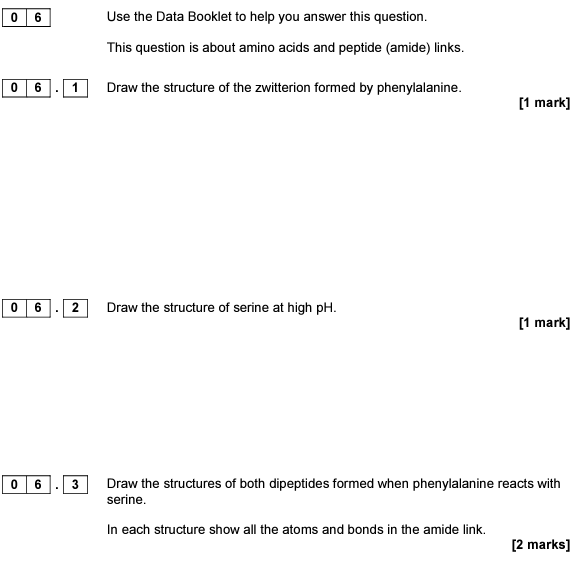 0 6 Use the Data Booklet to help you answer this question.
This question is about amino acids and peptide (amide) links.
0 6 . 1 Draw the structure of the zwitterion formed by phenylalanine.
[1 mark]
0 6 . 2 Draw the structure of serine at high pH.
[1 mark]
0 6 . 3 Draw the structures of both dipeptides formed when phenylalanine reacts with
serine.
In each structure show all the atoms and bonds in the amide link.
[2 marks]